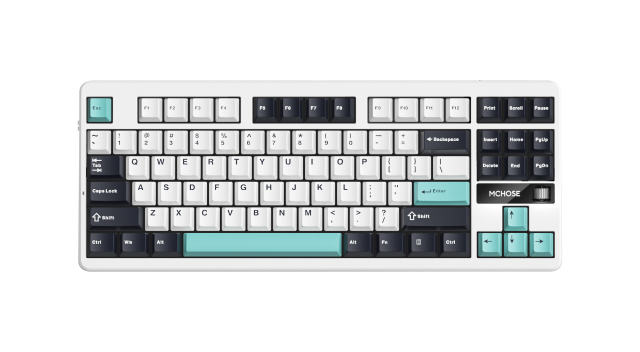 Esc F1 F2 F3 F4 F5 F6 F7 F8 F9 F10 F11 F12 Print Scroll Pause
~ ! @ # $ % ^ & * ( ) _ + Backspace Insert Home PgUp
1 2 3 4 5 6 7 8 9 0 - =
Tab Q W E R T Y U I O P { } | Delete End PgDn
[ ] \
Caps Lock A S D F G H J K L : " Enter
; '
MCHOSE
Shift Z X C V B N M < > ? Shift ↑
, . /
Ctrl Win Alt Alt Fn Ctrl ← ↓ →